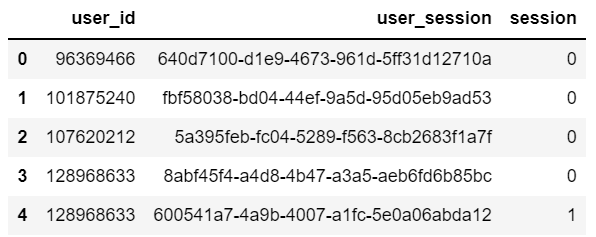 user_id user_session session
0 96369466 640d7100-d1e9-4673-961d-5ff31d12710a 0
1 101875240 fbf58038-bd04-44ef-9a5d-95d05eb9ad53 0
2 107620212 5a395feb-fc04-5289-f563-8cb2683f1a7f 0
3 128968633 8abf45f4-a4d8-4b47-a3a5-aeb6fd6b85bc 0
4 128968633 600541a7-4a9b-4007-a1fc-5e0a06abda12 1